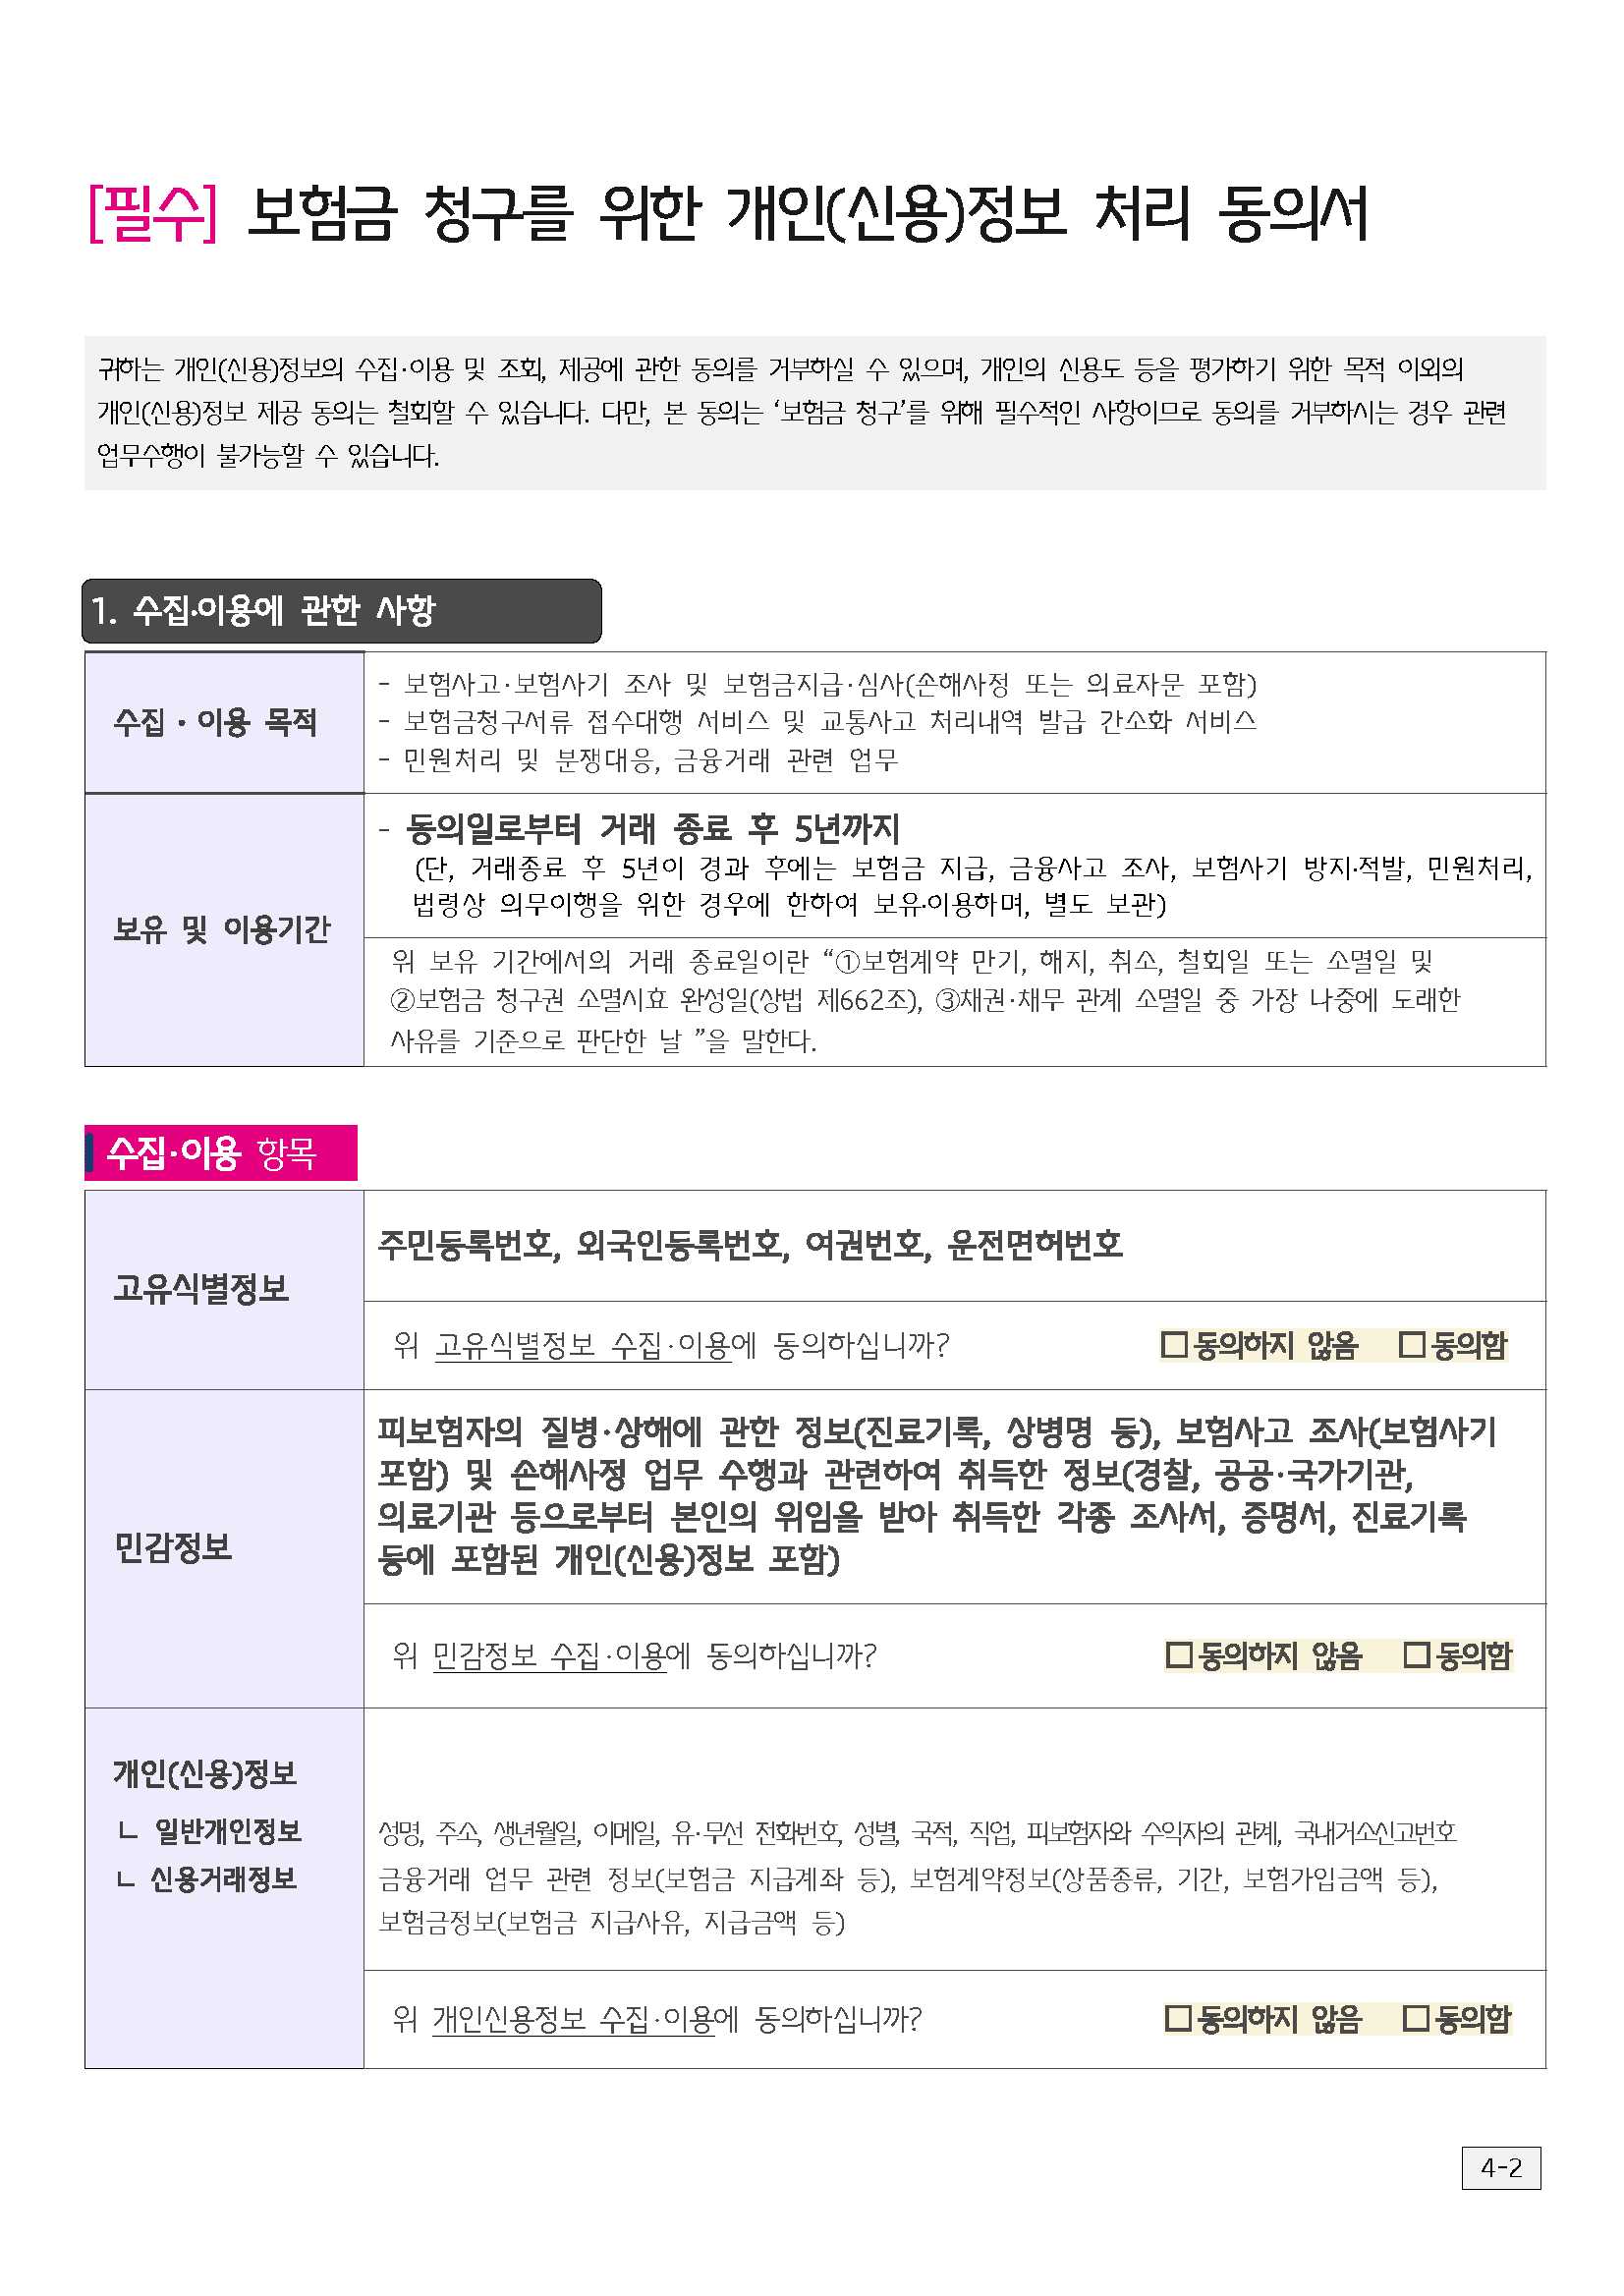 [필수] 보험금 청구를 위한 개인(신용)정보 처리 동의서
귀하는 개인(신용)정보의 수집·이용 및 조회, 제공에 관한 동의를 거부하실 수 있으며, 개인의 신용도 등을 평가하기 위한 목적 이외의
개인(신용)정보 제공 동의는 철회할 수 있습니다. 다만, 본 동의는 ‘보험금 청구’를 위해 필수적인 사항이므로 동의를 거부하시는 경우 관련
업무수행이 불가능할 수 있습니다.
1. 수집·이용에 관한 사항
수집·이용 목적
- 보험사고·보험사기 조사 및 보험금지급·심사(손해사정 또는 의료자문 포함)
- 보험금청구서류 접수대행 서비스 및 교통사고 처리내역 발급 간소화 서비스
- 민원처리 및 분쟁대응, 금융거래 관련 업무
보유 및 이용기간
- 동의일로부터 거래 종료 후 5년까지
(단, 거래종료 후 5년이 경과 후에는 보험금 지급, 금융사고 조사, 보험사기 방지·적발, 민원처리,
법령상 의무이행을 위한 경우에 한하여 보유·이용하며, 별도 보관)
위 보유 기간에서의 거래 종료일이란 “①보험계약 만기, 해지, 취소, 철회일 또는 소멸일 및
②보험금 청구권 소멸시효 완성일(상법 제662조), ③채권·채무 관계 소멸일 중 가장 나중에 도래한
사유를 기준으로 판단한 날 ”을 말한다.
수집·이용 항목
고유식별정보
주민등록번호, 외국인등록번호, 여권번호, 운전면허번호
위 고유식별정보 수집·이용에 동의하십니까? □동의하지 않음 □동의함
민감정보
피보험자의 질병·상해에 관한 정보(진료기록, 상병명 등), 보험사고 조사(보험사기
포함) 및 손해사정 업무 수행과 관련하여 취득한 정보(경찰, 공공·국가기관,
의료기관 등으로부터 본인의 위임을 받아 취득한 각종 조사서, 증명서, 진료기록
등에 포함된 개인(신용)정보 포함)
위 민감정보 수집·이용에 동의하십니까? □동의하지 않음 □동의함
개인(신용)정보
ㄴ 일반개인정보
성명, 주소, 생년월일, 이메일, 유·무선 전화번호, 성별, 국적, 직업, 피보험자와 수익자의 관계, 국내거소신고번호
ㄴ 신용거래정보
금융거래 업무 관련 정보(보험금 지급계좌 등), 보험계약정보(상품종류, 기간, 보험가입금액 등),
보험금정보(보험금 지급사유, 지급금액 등)
위 개인신용정보 수집·이용에 동의하십니까? □동의하지 않음 □동의함
4-2